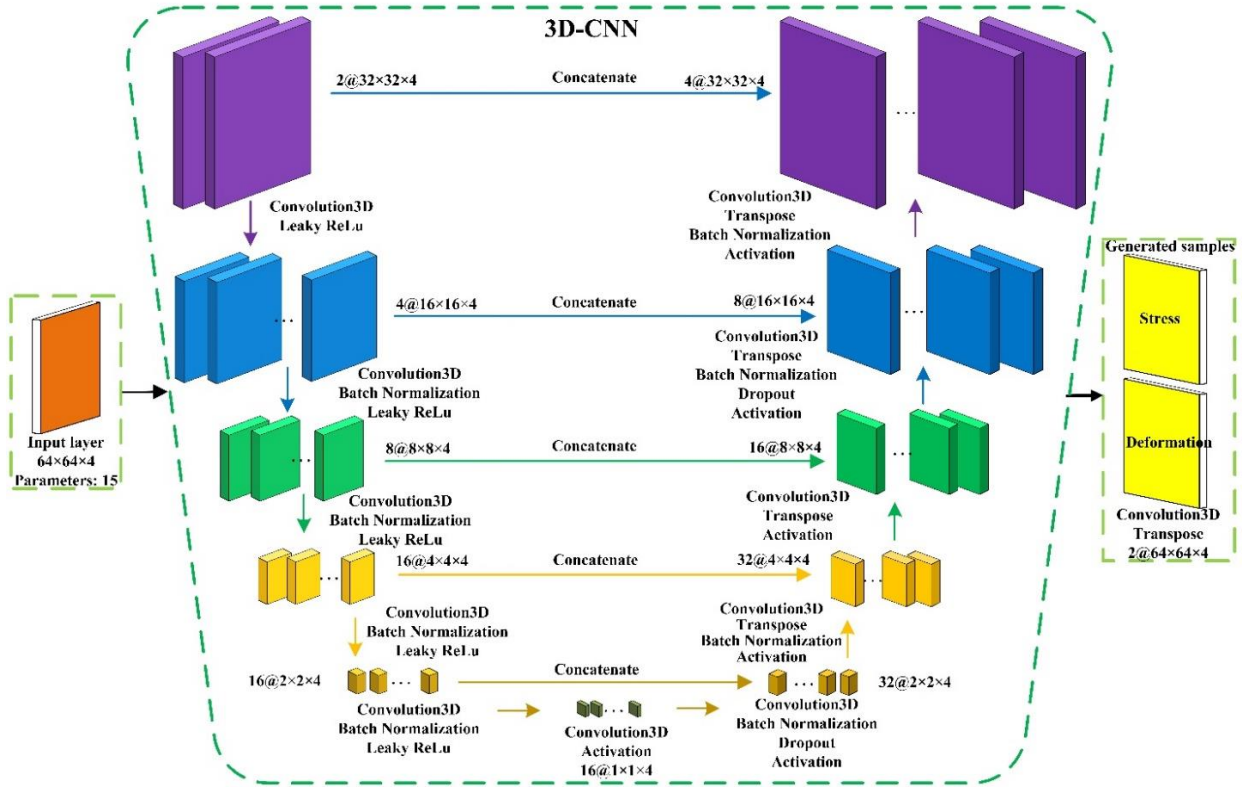 3D-CNN
2@32×32×4
Concatenate
4@32×32×4
Convolution3D
Leaky ReLu
Convolution3D
Transpose
Batch Normalization
Activation
4@16×16×4
Concatenate
8@16×16×4
Convolution3D
Batch Normalization
Leaky ReLu
Convolution3D
Transpose
Batch Normalization
Dropout
Activation
8@8×8×4
Concatenate
16@8×8×4
Convolution3D
Batch Normalization
Leaky ReLu
Convolution3D
Transpose
Activation
16@4×4×4
Concatenate
32@4×4×4
Convolution3D
Batch Normalization
Leaky ReLu
Convolution3D
Transpose
Batch Normalization
Activation
16@2×2×4
Concatenate
32@2×2×4
Convolution3D
Batch Normalization
Leaky ReLu
Convolution3D
Activation
16@1×1×4
Convolution3D
Batch Normalization
Dropout
Activation
Input layer
64×64×4
Parameters: 15
Generated samples
Stress
Deformation
Convolution3D
Transpose
2@64×64×4